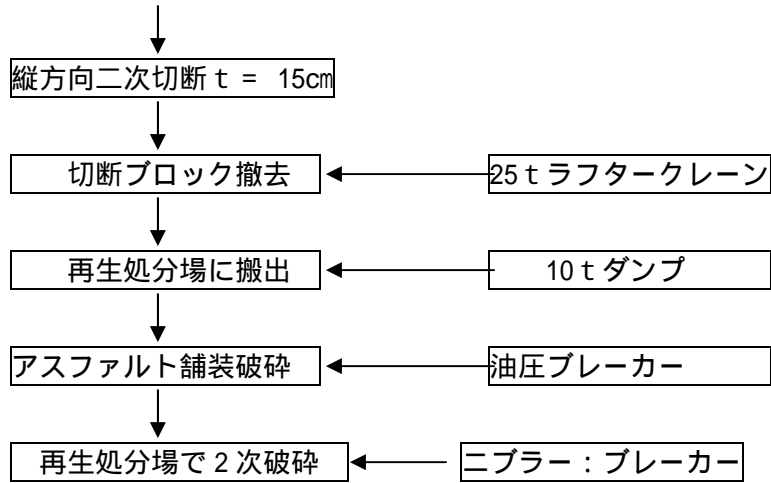 縦方向二次切断ｔ＝ 15㎝
切断ブロック撤去
25ｔラフタークレーン
再生処分場に搬出
10ｔダンプ
アスファルト舗装破砕
油圧ブレーカー
再生処分場で２次破砕
ニブラー：ブレーカー